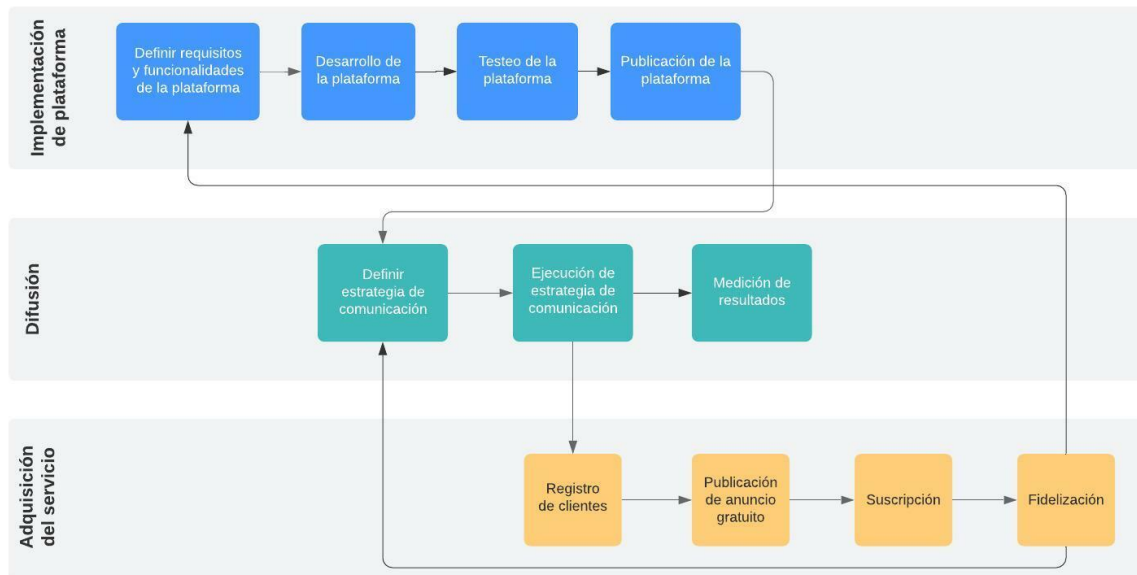 Implementación
de plataforma
Definir requisitos
y funcionalidades
de la plataforma
Desarrollo de
la plataforma
Testeo de la
plataforma
Publicación de la
plataforma
Difusión
Definir
estrategia de
comunicación
Ejecución de
estrategia de
comunicación
Medición de
resultados
Adquisición
del servicio
Registro
de clientes
Publicación
de anuncio
gratuito
Suscripción
Fidelización